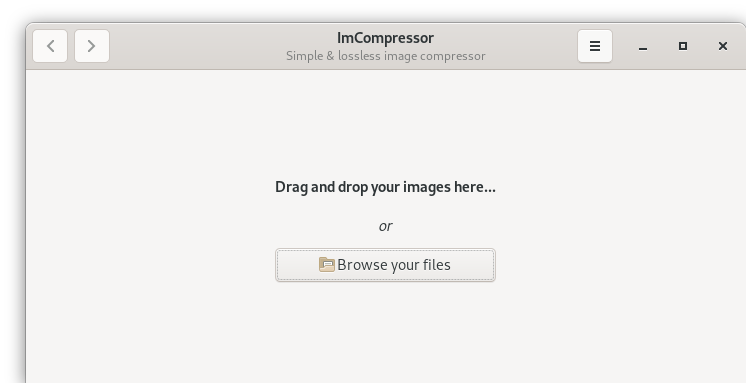 ImCompressor
Simple & lossless image compressor
Drag and drop your images here...
or
Browse your files